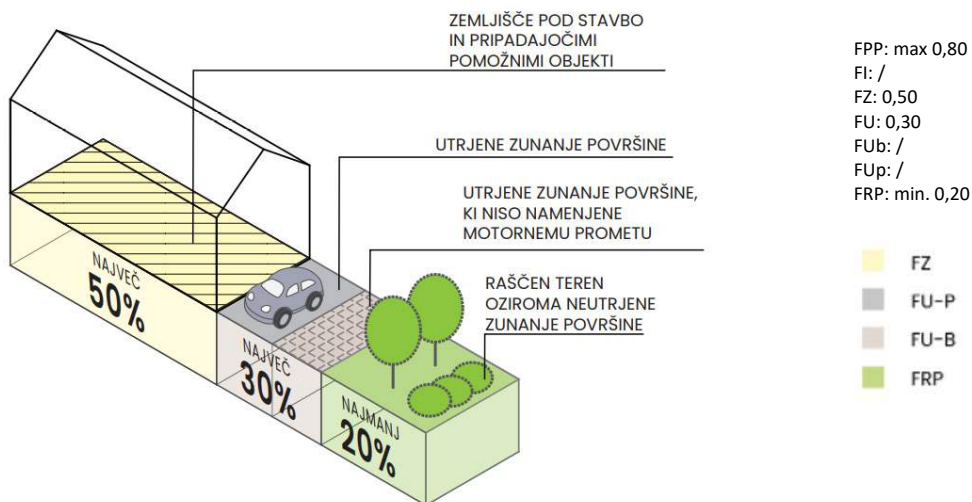 ZEMLJIŠČE POD STAVBO
IN PRIPADAJOČIMI
POMOŽNIMI OBJEKTI
UTRJENE ZUNANJE POVRŠINE
UTRJENE ZUNANJE POVRŠINE,
KI NISO NAMENJENE
MOTORNEMU PROMETU
RAŠČEN TEREN
OZIROMA NEUTRJENE
ZUNANJE POVRŠINE
NAJVEČ
50%
NAJVEČ
30%
NAJMANJ
20%
FPP: max 0,80
FI: /
FZ: 0,50
FU: 0,30
FUb: /
FUp: /
FRP: min. 0,20
FZ
FU-P
FU-B
FRP